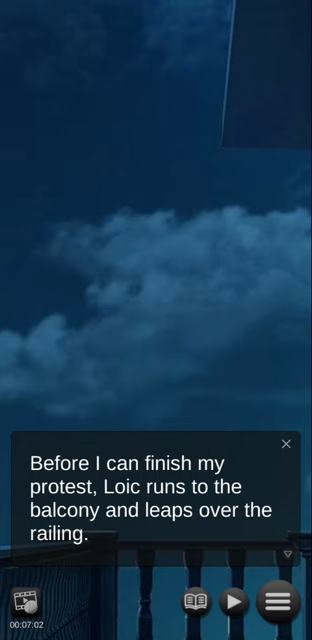 Before I can finish my
protest, Loic runs to the
balcony and leaps over the
railing.
00:07:02